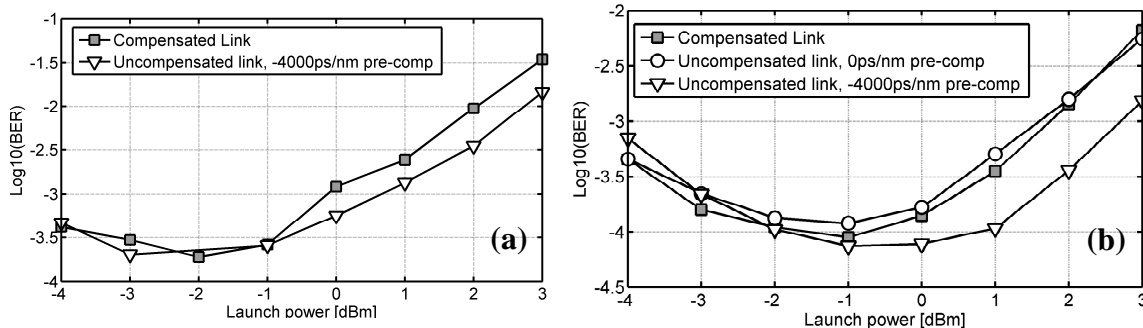 -1
-1.5
-2
-2.5
-3
-3.5
-4
Log10(BER)
Compensated Link
Uncompensated link, -4000ps/nm pre-comp
(a)
-4 -3 -2 -1 0 1 2 3
Launch power [dBm]
-2
-2.5
-3
-3.5
-4
-4.5
Log10(BER)
Compensated Link
Uncompensated link, 0ps/nm pre-comp
Uncompensated link, -4000ps/nm pre-comp
(b)
-4 -3 -2 -1 0 1 2 3
Launch power [dBm]